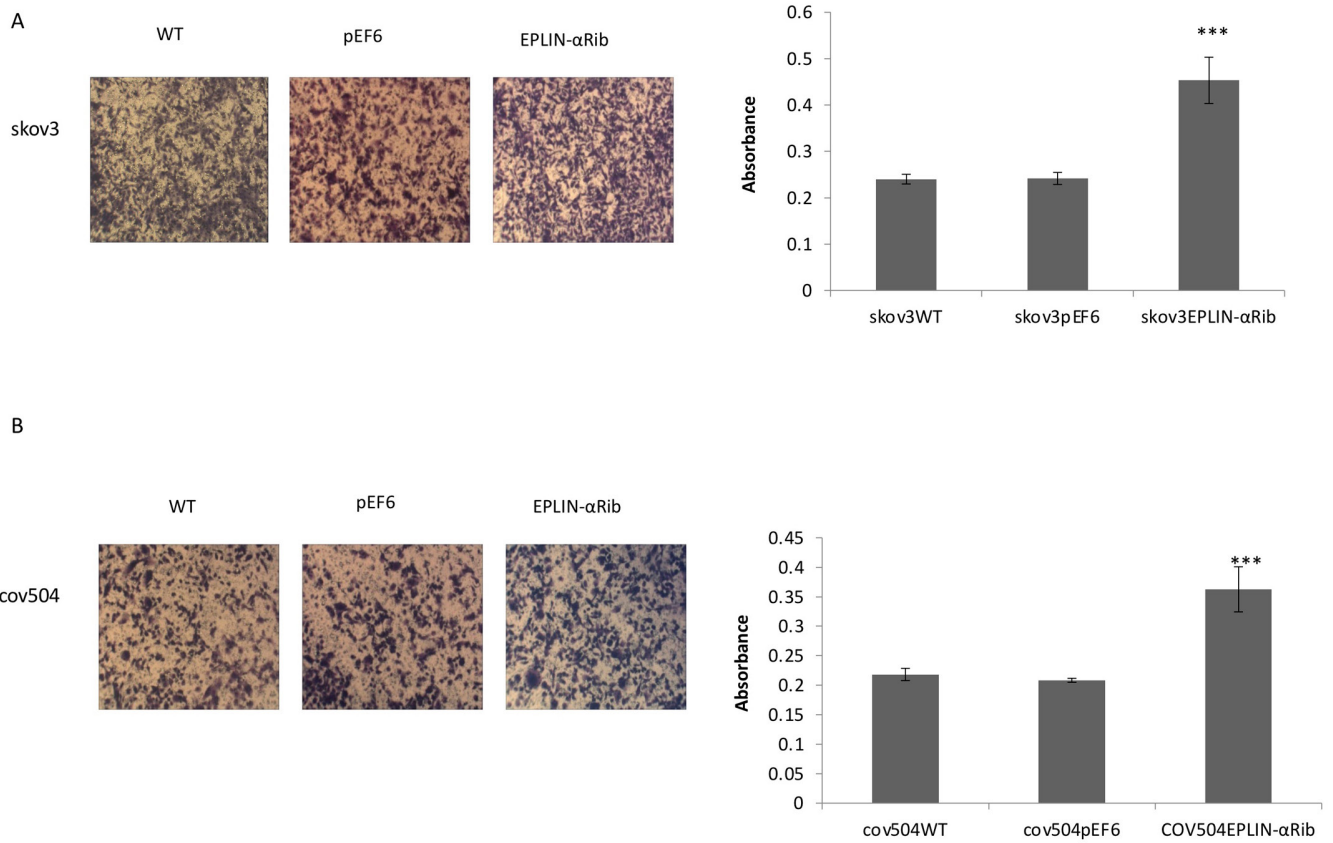 A
WT
pEF6
EPLIN-αRib
skov3
0.6
0.5
0.4
0.3
0.2
0.1
0
Absorbance
***
skov3WT
skov3pEF6
skov3EPLIN-αRib
B
WT
pEF6
EPLIN-αRib
cov504
0.45
0.4
0.35
0.3
0.25
0.2
0.15
0.1
0.05
0
Absorbance
***
cov504WT
cov504pEF6
COV504EPLIN-αRib